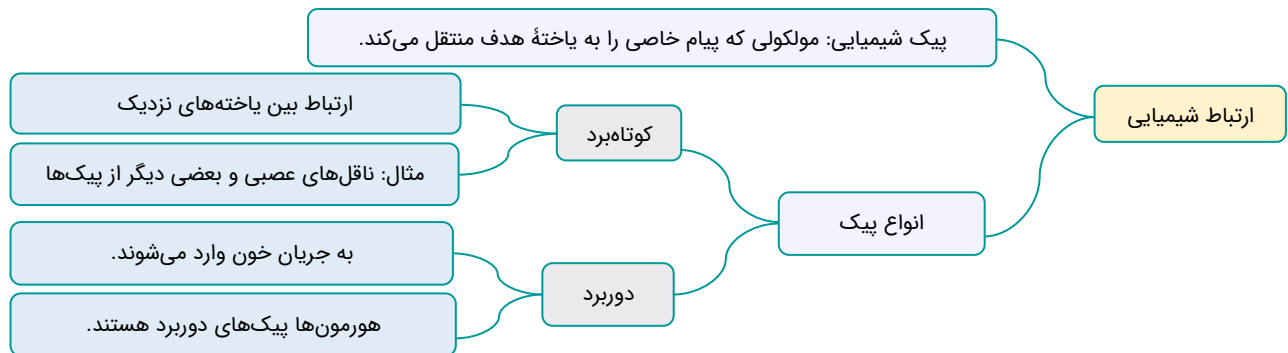 ارتباط شیمیایی
پیک شیمیایی: مولکولی که پیام خاصی را به یاختهٔ هدف منتقل می‌کند.
انواع پیک
کوتاه‌برد
ارتباط بین یاخته‌های نزدیک
مثال: ناقل‌های عصبی و بعضی دیگر از پیک‌ها
دوربرد
به جریان خون وارد می‌شوند.
هورمون‌ها پیک‌های دوربرد هستند.